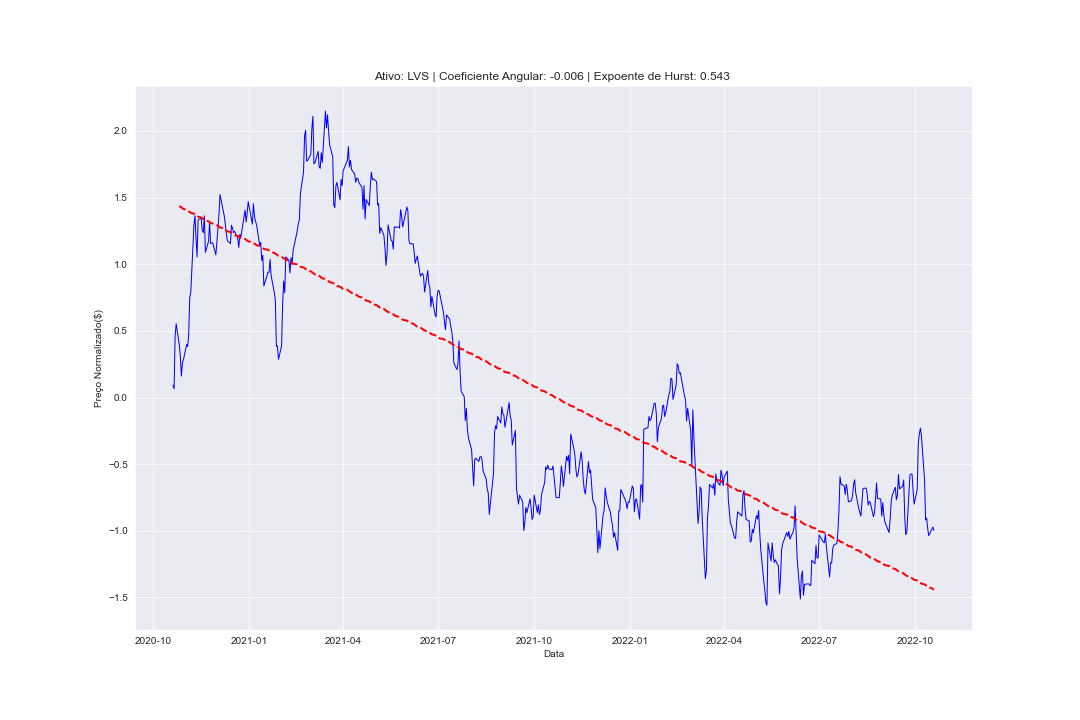 Ativo: LVS | Coeficiente Angular: -0.006 | Expoente de Hurst: 0.543
Preço Normalizado($)
2.0
1.5
1.0
0.5
0.0
−0.5
−1.0
−1.5
2020-10 2021-01 2021-04 2021-07 2021-10 2022-01 2022-04 2022-07 2022-10
Data